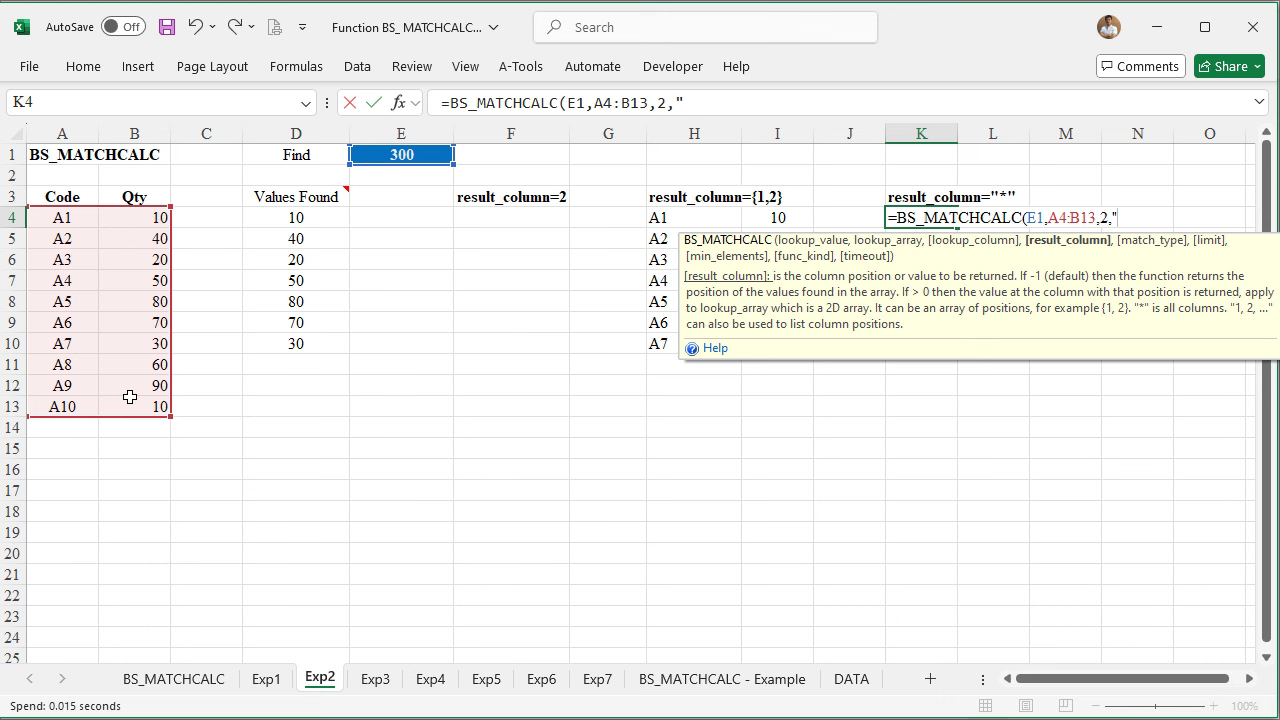 AutoSave Off Function BS_ MATCHCALC... Search
File Home Insert Page Layout Formulas Data Review View A-Tools Automate Developer Help Comments Share
K4 fx =BS_MATCHCALC(E1,A4:B13,2,"
A B C D E F G H I J K L M N O
1 BS_MATCHCALC Find 300
2
3 Code Qty Values Found result_column=2 result_column={1,2} result_column="*"
4 A1 10 10 A1 10 =BS_MATCHCALC(E1,A4:B13,2,"
5 A2 40 40 A2
BS_MATCHCALC (lookup_value, lookup_array, [lookup_column], [result_column], [match_type], [limit],
[min_elements], [func_kind], [timeout])
6 A3 20 20 A3
[result_column]: is the column position or value to be returned. If -1 (default) then the function returns the
7 A4 50 50 A4
position of the values found in the array. If > 0 then the value at the column with that position is returned, apply
8 A5 80 80 A5
to lookup_array which is a 2D array. It can be an array of positions, for example {1, 2}. "*" is all columns. "1, 2, ..."
9 A6 70 70 A6
can also be used to list column positions.
10 A7 30 30 A7
Help
11 A8 60
12 A9 90
13 A10 10
14
15
16
17
18
19
20
21
22
23
24
25
BS_MATCHCALC Exp1 Exp2 Exp3 Exp4 Exp5 Exp6 Exp7 BS_MATCHCALC - Example DATA
Spend: 0.015 seconds 100%